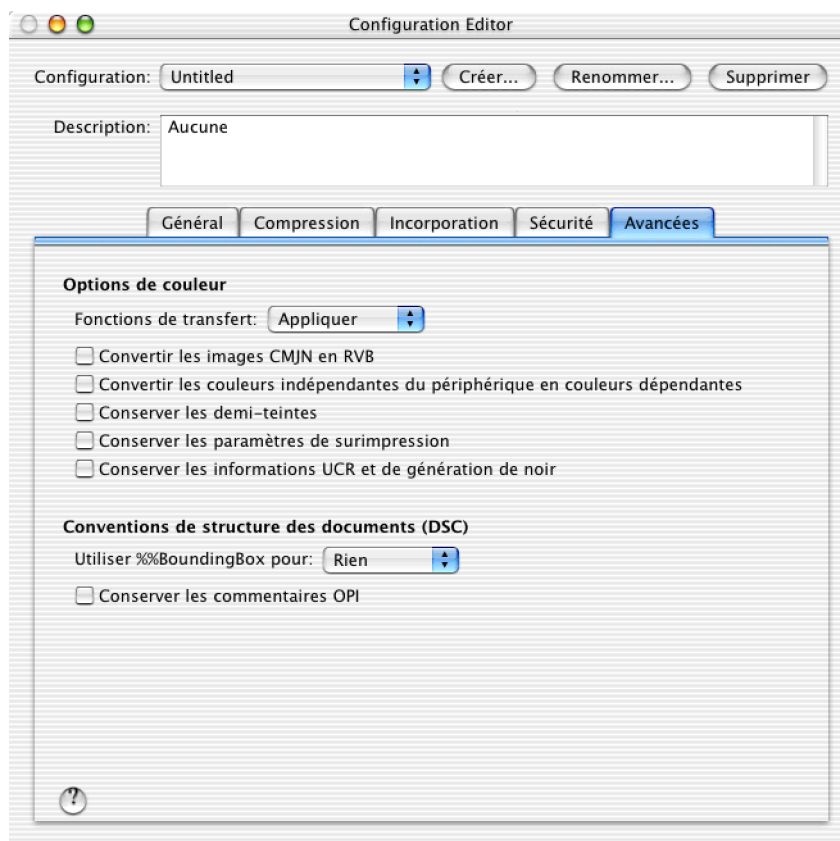 Configuration Editor
Configuration: Untitled Créer... Renommer... Supprimer
Description: Aucune
Général Compression Incorporation Sécurité Avancées
Options de couleur
Fonctions de transfert: Appliquer
Convertir les images CMJN en RVB
Convertir les couleurs indépendantes du périphérique en couleurs dépendantes
Conserver les demi-teintes
Conserver les paramètres de surimpression
Conserver les informations UCR et de génération de noir
Conventions de structure des documents (DSC)
Utiliser %%BoundingBox pour: Rien
Conserver les commentaires OPI
?